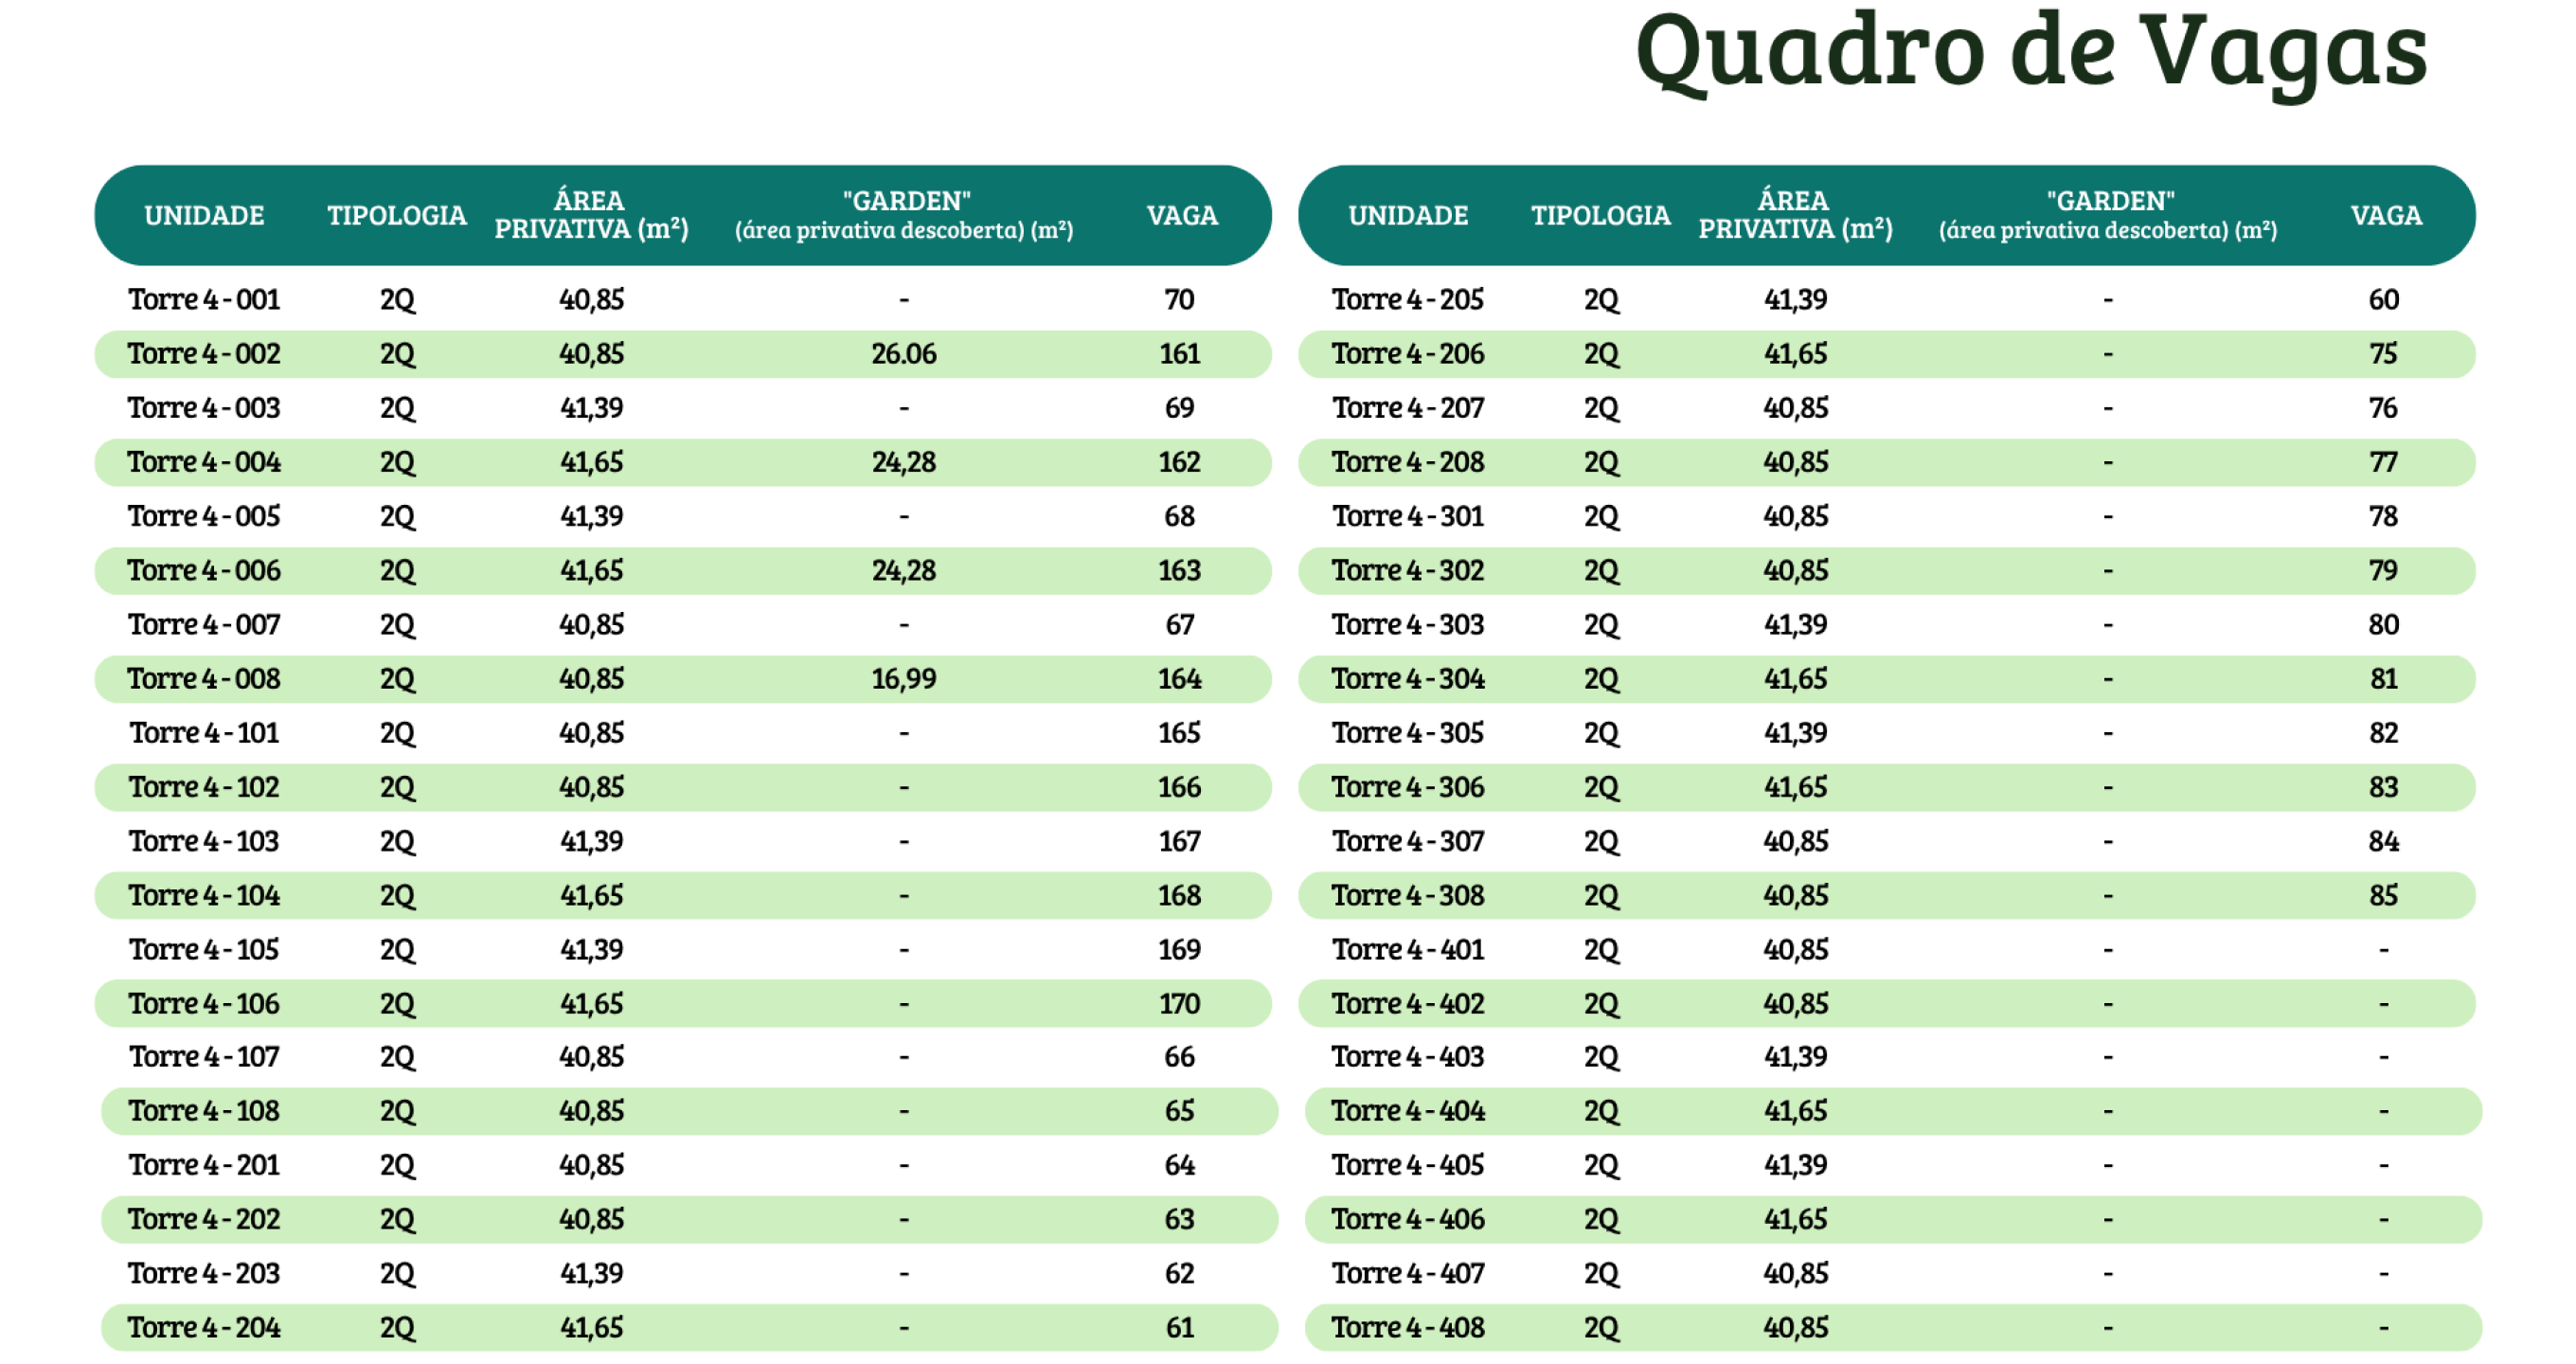 Quadro de Vagas
UNIDADE TIPOLOGIA ÁREA PRIVATIVA (m²) "GARDEN" (área privativa descoberta) (m²) VAGA
Torre 4 - 001 2Q 40,85 - 70
Torre 4 - 002 2Q 40,85 26.06 161
Torre 4 - 003 2Q 41,39 - 69
Torre 4 - 004 2Q 41,65 24,28 162
Torre 4 - 005 2Q 41,39 - 68
Torre 4 - 006 2Q 41,65 24,28 163
Torre 4 - 007 2Q 40,85 - 67
Torre 4 - 008 2Q 40,85 16,99 164
Torre 4 - 101 2Q 40,85 - 165
Torre 4 - 102 2Q 40,85 - 166
Torre 4 - 103 2Q 41,39 - 167
Torre 4 - 104 2Q 41,65 - 168
Torre 4 - 105 2Q 41,39 - 169
Torre 4 - 106 2Q 41,65 - 170
Torre 4 - 107 2Q 40,85 - 66
Torre 4 - 108 2Q 40,85 - 65
Torre 4 - 201 2Q 40,85 - 64
Torre 4 - 202 2Q 40,85 - 63
Torre 4 - 203 2Q 41,39 - 62
Torre 4 - 204 2Q 41,65 - 61
UNIDADE TIPOLOGIA ÁREA PRIVATIVA (m²) "GARDEN" (área privativa descoberta) (m²) VAGA
Torre 4 - 205 2Q 41,39 - 60
Torre 4 - 206 2Q 41,65 - 75
Torre 4 - 207 2Q 40,85 - 76
Torre 4 - 208 2Q 40,85 - 77
Torre 4 - 301 2Q 40,85 - 78
Torre 4 - 302 2Q 40,85 - 79
Torre 4 - 303 2Q 41,39 - 80
Torre 4 - 304 2Q 41,65 - 81
Torre 4 - 305 2Q 41,39 - 82
Torre 4 - 306 2Q 41,65 - 83
Torre 4 - 307 2Q 40,85 - 84
Torre 4 - 308 2Q 40,85 - 85
Torre 4 - 401 2Q 40,85 - -
Torre 4 - 402 2Q 40,85 - -
Torre 4 - 403 2Q 41,39 - -
Torre 4 - 404 2Q 41,65 - -
Torre 4 - 405 2Q 41,39 - -
Torre 4 - 406 2Q 41,65 - -
Torre 4 - 407 2Q 40,85 - -
Torre 4 - 408 2Q 40,85 - -